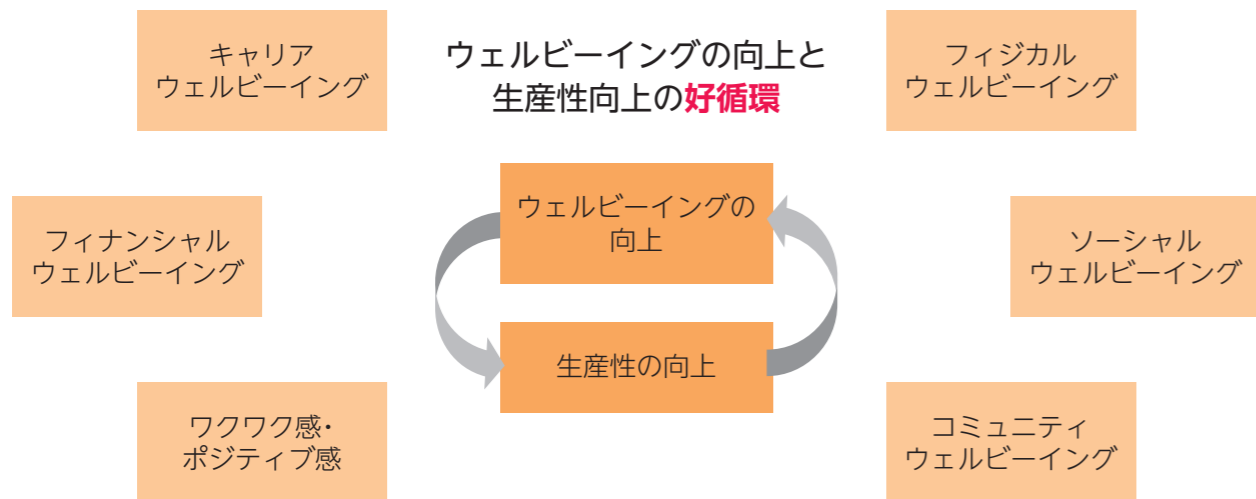 キャリア
ウェルビーイング
ウェルビーイングの向上と
生産性向上の好循環
フィジカル
ウェルビーイング
フィナンシャル
ウェルビーイング
ウェルビーイングの
向上
ソーシャル
ウェルビーイング
生産性の向上
ワクワク感・
ポジティブ感
コミュニティ
ウェルビーイング